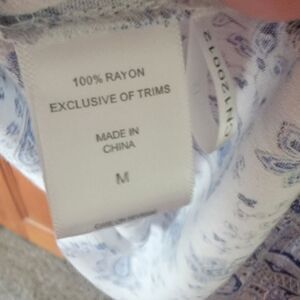 100% RAYON
EXCLUSIVE OF TRIMS
MADE IN
CHINA
M